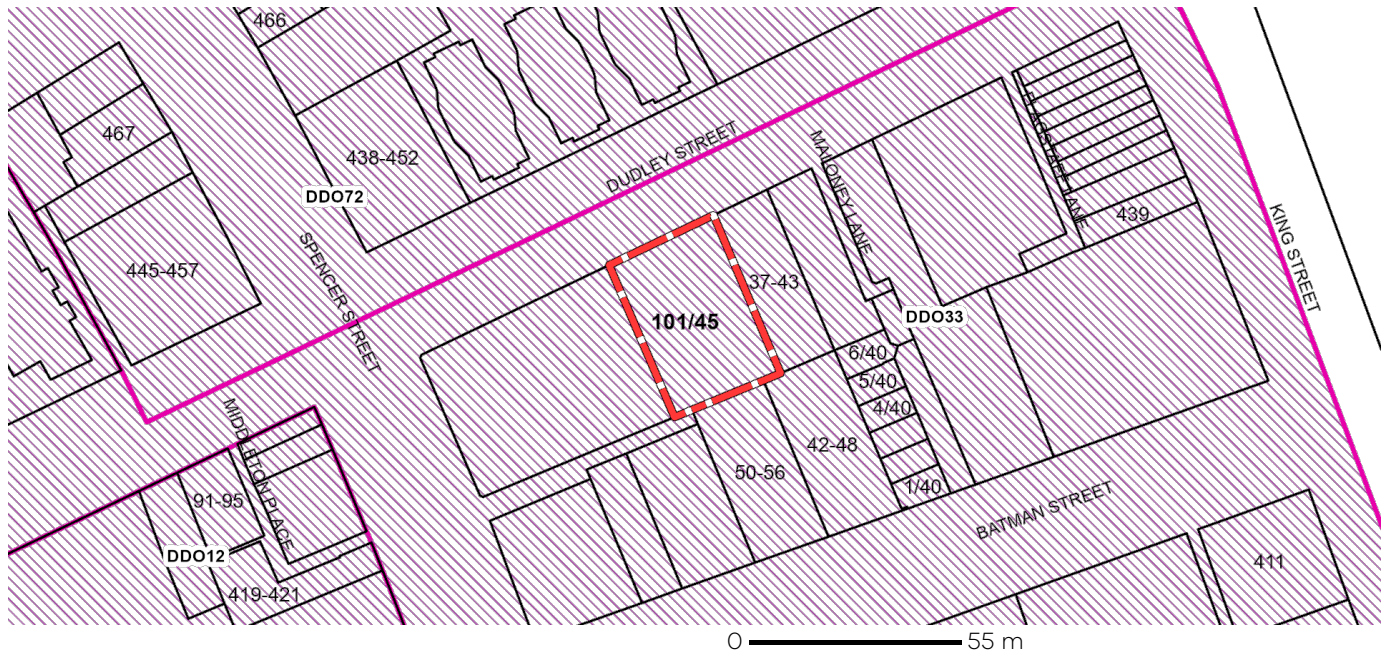 466
467
438-452
DUDLEY STREET
MALONEY LANE
FLAGSTAFF LANE
DDO72
439
KING STREET
SPENCER STREET
445-457
37-43
101/45
DDO33
6/40
5/40
4/40
MIDDLETON PLACE
42-48
50-56
1/40
91-95
BATMAN STREET
DDO12
411
419-421
0 55 m